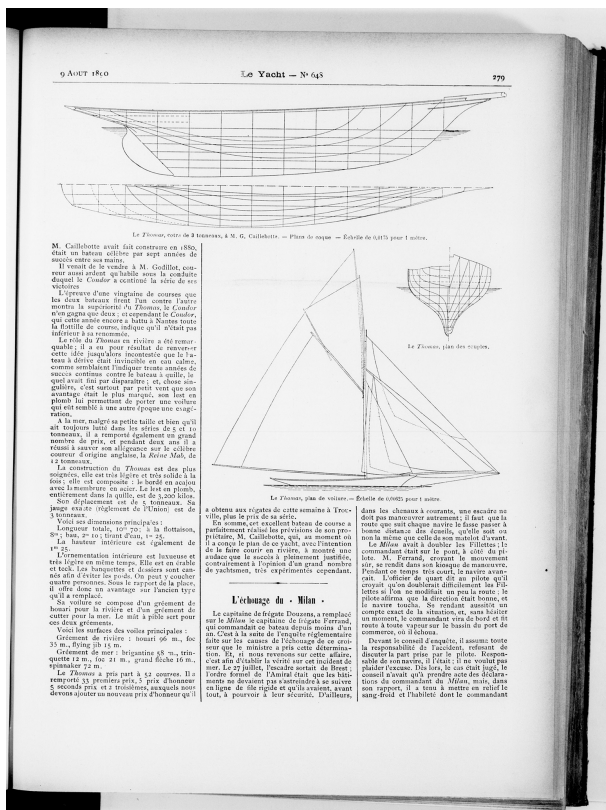 9 AOUT 1890
Le Yacht — Nº 648
279
Le Thomas, cotre de 3 tonneaux, à M. G. Caillebotte. — Plans de coque — Échelle de 0,0175 pour 1 mètre.
M. Caillebotte avait fait construire en 1880,
était un bateau célèbre par sept années de
succès entre ses mains.
Il venait de le vendre à M. Godillot, cou-
reur aussi ardent qu'habile sous la conduite
duquel le Condor a continué la série de ses
victoires
L'épreuve d'une vingtaine de courses que
les deux bateaux firent l'un contre l'autre
montra la supériorité du Thomas, le Condor
n'en gagna que deux ; et cependant le Condor,
qui cette année encore a battu à Nantes toute
la flottille de course, indique qu'il n'était pas
inférieur à sa renommée.
Le rôle du Thomas en rivière a été remar-
quable ; il a eu pour résultat de renverser
cette idée jusqu'alors incontestée que le ba-
teau à dérive était invincible en eau calme,
comme semblaient l'indiquer trente années de
succès continus contre le bateau à quille, le
quel avait fini par disparaître ; et, chose sin-
gulière, c'est surtout par petit vent que son
avantage était le plus marqué, son lest en
plomb lui permettant de porter une voilure
qui eût semblé à une autre époque une exagé-
ration.
A la mer, malgré sa petite taille et bien qu'il
ait toujours lutté dans les séries de 5 et 10
tonneaux, il a remporté également un grand
nombre de prix, et pendant deux ans il a
réussi à sauver son allégeance sur le célèbre
coureur d'origine anglaise, la Reine Mab, de
12 tonneaux.
La construction du Thomas est des plus
soignées, elle est très légère et très solide à la
fois ; elle est composite : le bordé en acajou
avec la membrure en acier. Le lest en plomb,
entièrement dans la quille, est de 3,200 kilos.
Son déplacement est de 5 tonneaux. Sa
jauge exacte (règlement de l'Union) est de
3 tonneaux.
Voici ses dimensions principales :
Longueur totale, 10m 70 ; à la flottaison,
8m ; bau, 2m 10 ; tirant d'eau, 1m 25.
La hauteur intérieure est également de
1m 25.
L'ornementation intérieure est luxueuse et
très légère en même temps. Elle est en érable
et teck. Les banquettes et dossiers sont can-
nés afin d'éviter les poids. On peut y coucher
quatre personnes. Sous le rapport de la place,
il offre donc un avantage sur l'ancien type
qu'il a remplacé.
Sa voilure se compose d'un gréement de
houari pour la rivière et d'un gréement de
cutter pour la mer. Le mât à pible sert pour
ces deux gréements.
Voici les surfaces des voiles principales :
Gréement de rivière : houari 96 m., foc
35 m., flying jib 15 m.
Gréement de mer : brigantine 58 m., trin-
quette 12 m., foc 21 m., grand flèche 16 m.,
spinnaker 72 m.
Le Thomas a pris part à 52 courses. Il a
remporté 33 premiers prix, 5 prix d'honneur
5 seconds prix et 2 troisièmes, auxquels nous
devons ajouter un nouveau prix d'honneur qu'il
Le Thomas, plan des couples.
Le Thomas, plan de voilure. — Échelle de 0,00625 pour 1 mètre.
a obtenu aux régates de cette semaine à Trou-
ville, plus le prix de sa série.
En somme, cet excellent bateau de course a
parfaitement réalisé les prévisions de son pro-
priétaire, M. Caillebotte, qui, au moment où
il a conçu le plan de ce yacht, avec l'intention
de le faire courir en rivière, a montré une
audace que le succès a pleinement justifiée,
contrairement à l'opinion d'un grand nombre
de yachtsmen, très expérimentés cependant.
L'échouage du « Milan »
Le capitaine de frégate Douzans, a remplacé
sur le Milan le capitaine de frégate Ferrand,
qui commandait ce bateau depuis moins d'un
an. C'est à la suite de l'enquête réglementaire
faite sur les causes de l'échouage de ce croi-
seur que le ministre a pris cette détermina-
tion. Et, si nous revenons sur cette affaire,
c'est afin d'établir la vérité sur cet incident de
mer. Le 27 juillet, l'escadre sortait de Brest ;
l'ordre formel de l'Amiral était que les bâti-
ments ne devaient pas s'astreindre à se suivre
en ligne de file rigide et qu'ils avaient, avant
tout, à pourvoir à leur sécurité. D'ailleurs,
dans les chenaux à courants, une escadre ne
doit pas manœuvrer autrement ; il faut que la
route que suit chaque navire le fasse passer à
bonne distance des écueils, qu'elle soit ou
non la même que celle de son matelot d'avant.
Le Milan avait à doubler les Fillettes ; le
commandant était sur le pont, à côté du pi-
lote. M. Ferrand, croyant le mouvement
sûr, se rendit dans son kiosque de manœuvre.
Pendant ce temps très court, le navire avan-
çait. L'officier de quart dit au pilote qu'il
croyait qu'on doublerait difficilement les Fil-
lettes si l'on ne modifiait un peu la route ; le
pilote affirma que la direction était bonne, et
le navire toucha. Se rendant aussitôt un
compte exact de la situation, et, sans hésiter
un moment, le commandant vira de bord et fit
route à toute vapeur sur le bassin du port de
commerce, où il échoua.
Devant le conseil d'enquête, il assume toute
la responsabilité de l'accident, refusant de
discuter la part prise par le pilote. Respon-
sable de son navire, il l'était ; il ne voulut pas
plaider l'excuse. Dès lors, le cas était jugé, le
conseil n'avait qu'à prendre acte des déclara-
tions du commandant du Milan, mais, dans
son rapport, il a tenu à mettre en relief le
sang-froid et l'habileté dont le commandant